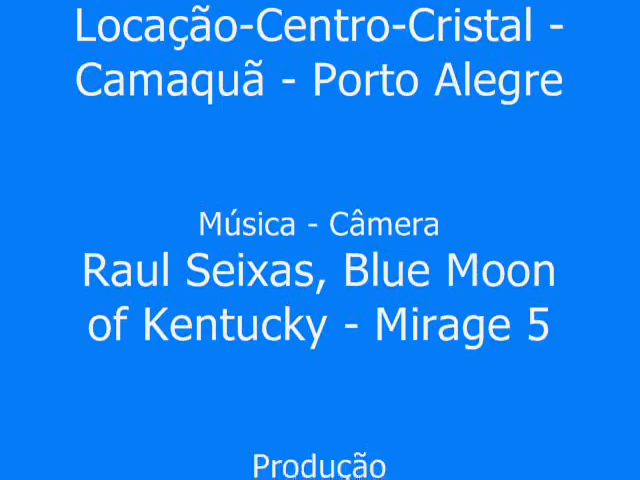 Locação-Centro-Cristal -
Camaquã - Porto Alegre
Música - Câmera
Raul Seixas, Blue Moon
of Kentucky - Mirage 5
Produção